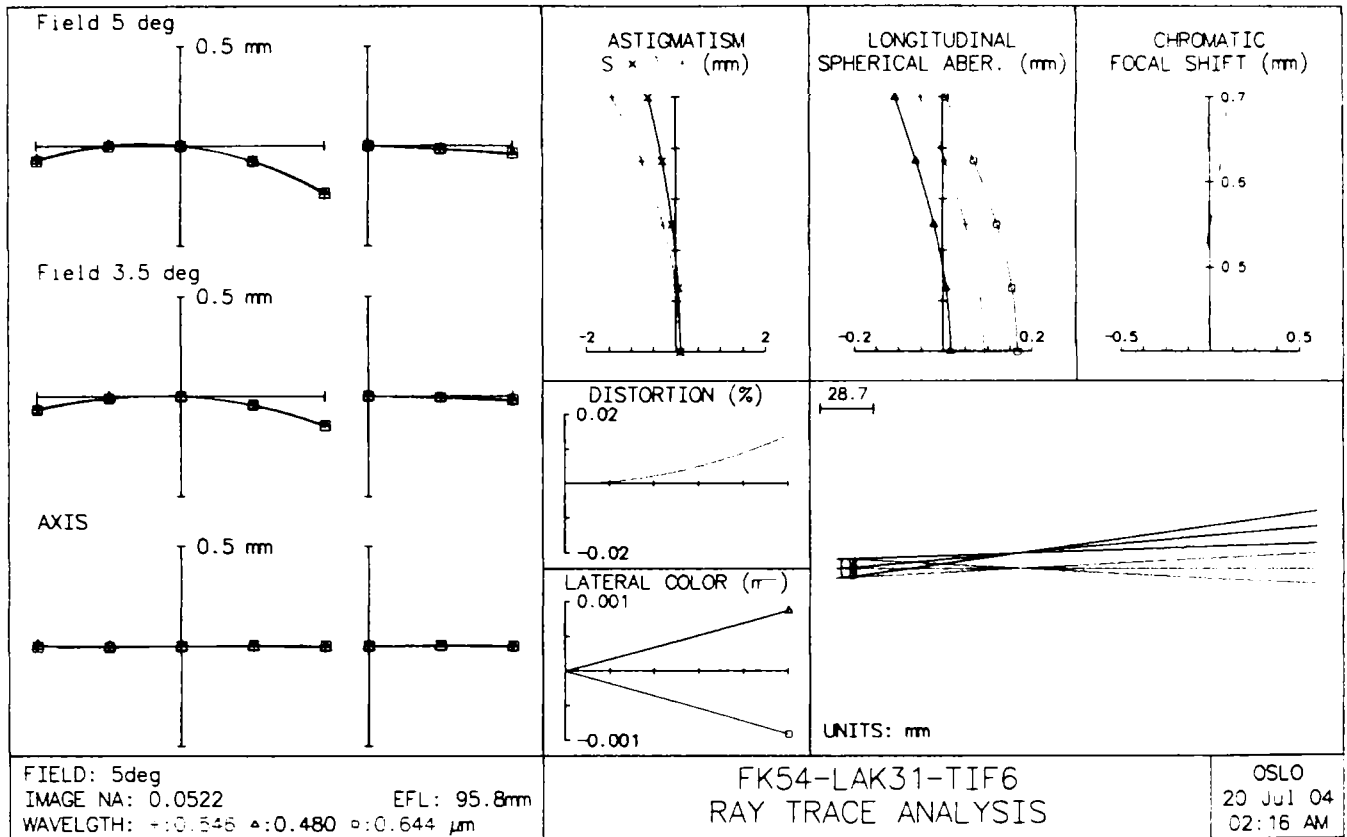 Field 5 deg
0.5 mm
Field 3.5 deg
0.5 mm
AXIS
0.5 mm
ASTIGMATISM
S × + (mm)
-2
2
LONGITUDINAL
SPHERICAL ABER. (mm)
-0.2
0.2
CHROMATIC
FOCAL SHIFT (mm)
0.7
0.6
0.5
-0.5
0.5
DISTORTION (%)
0.02
-0.02
LATERAL COLOR
0.001
-0.001
28.7
UNITS: mm
FIELD: 5deg
IMAGE NA: 0.0522
EFL: 95.8mm
WAVELGTH: +:0.546 ▵:0.480 ▫:0.644 µm
FK54-LAK31-TIF6
RAY TRACE ANALYSIS
OSLO
20 Jul 04
02:16 AM